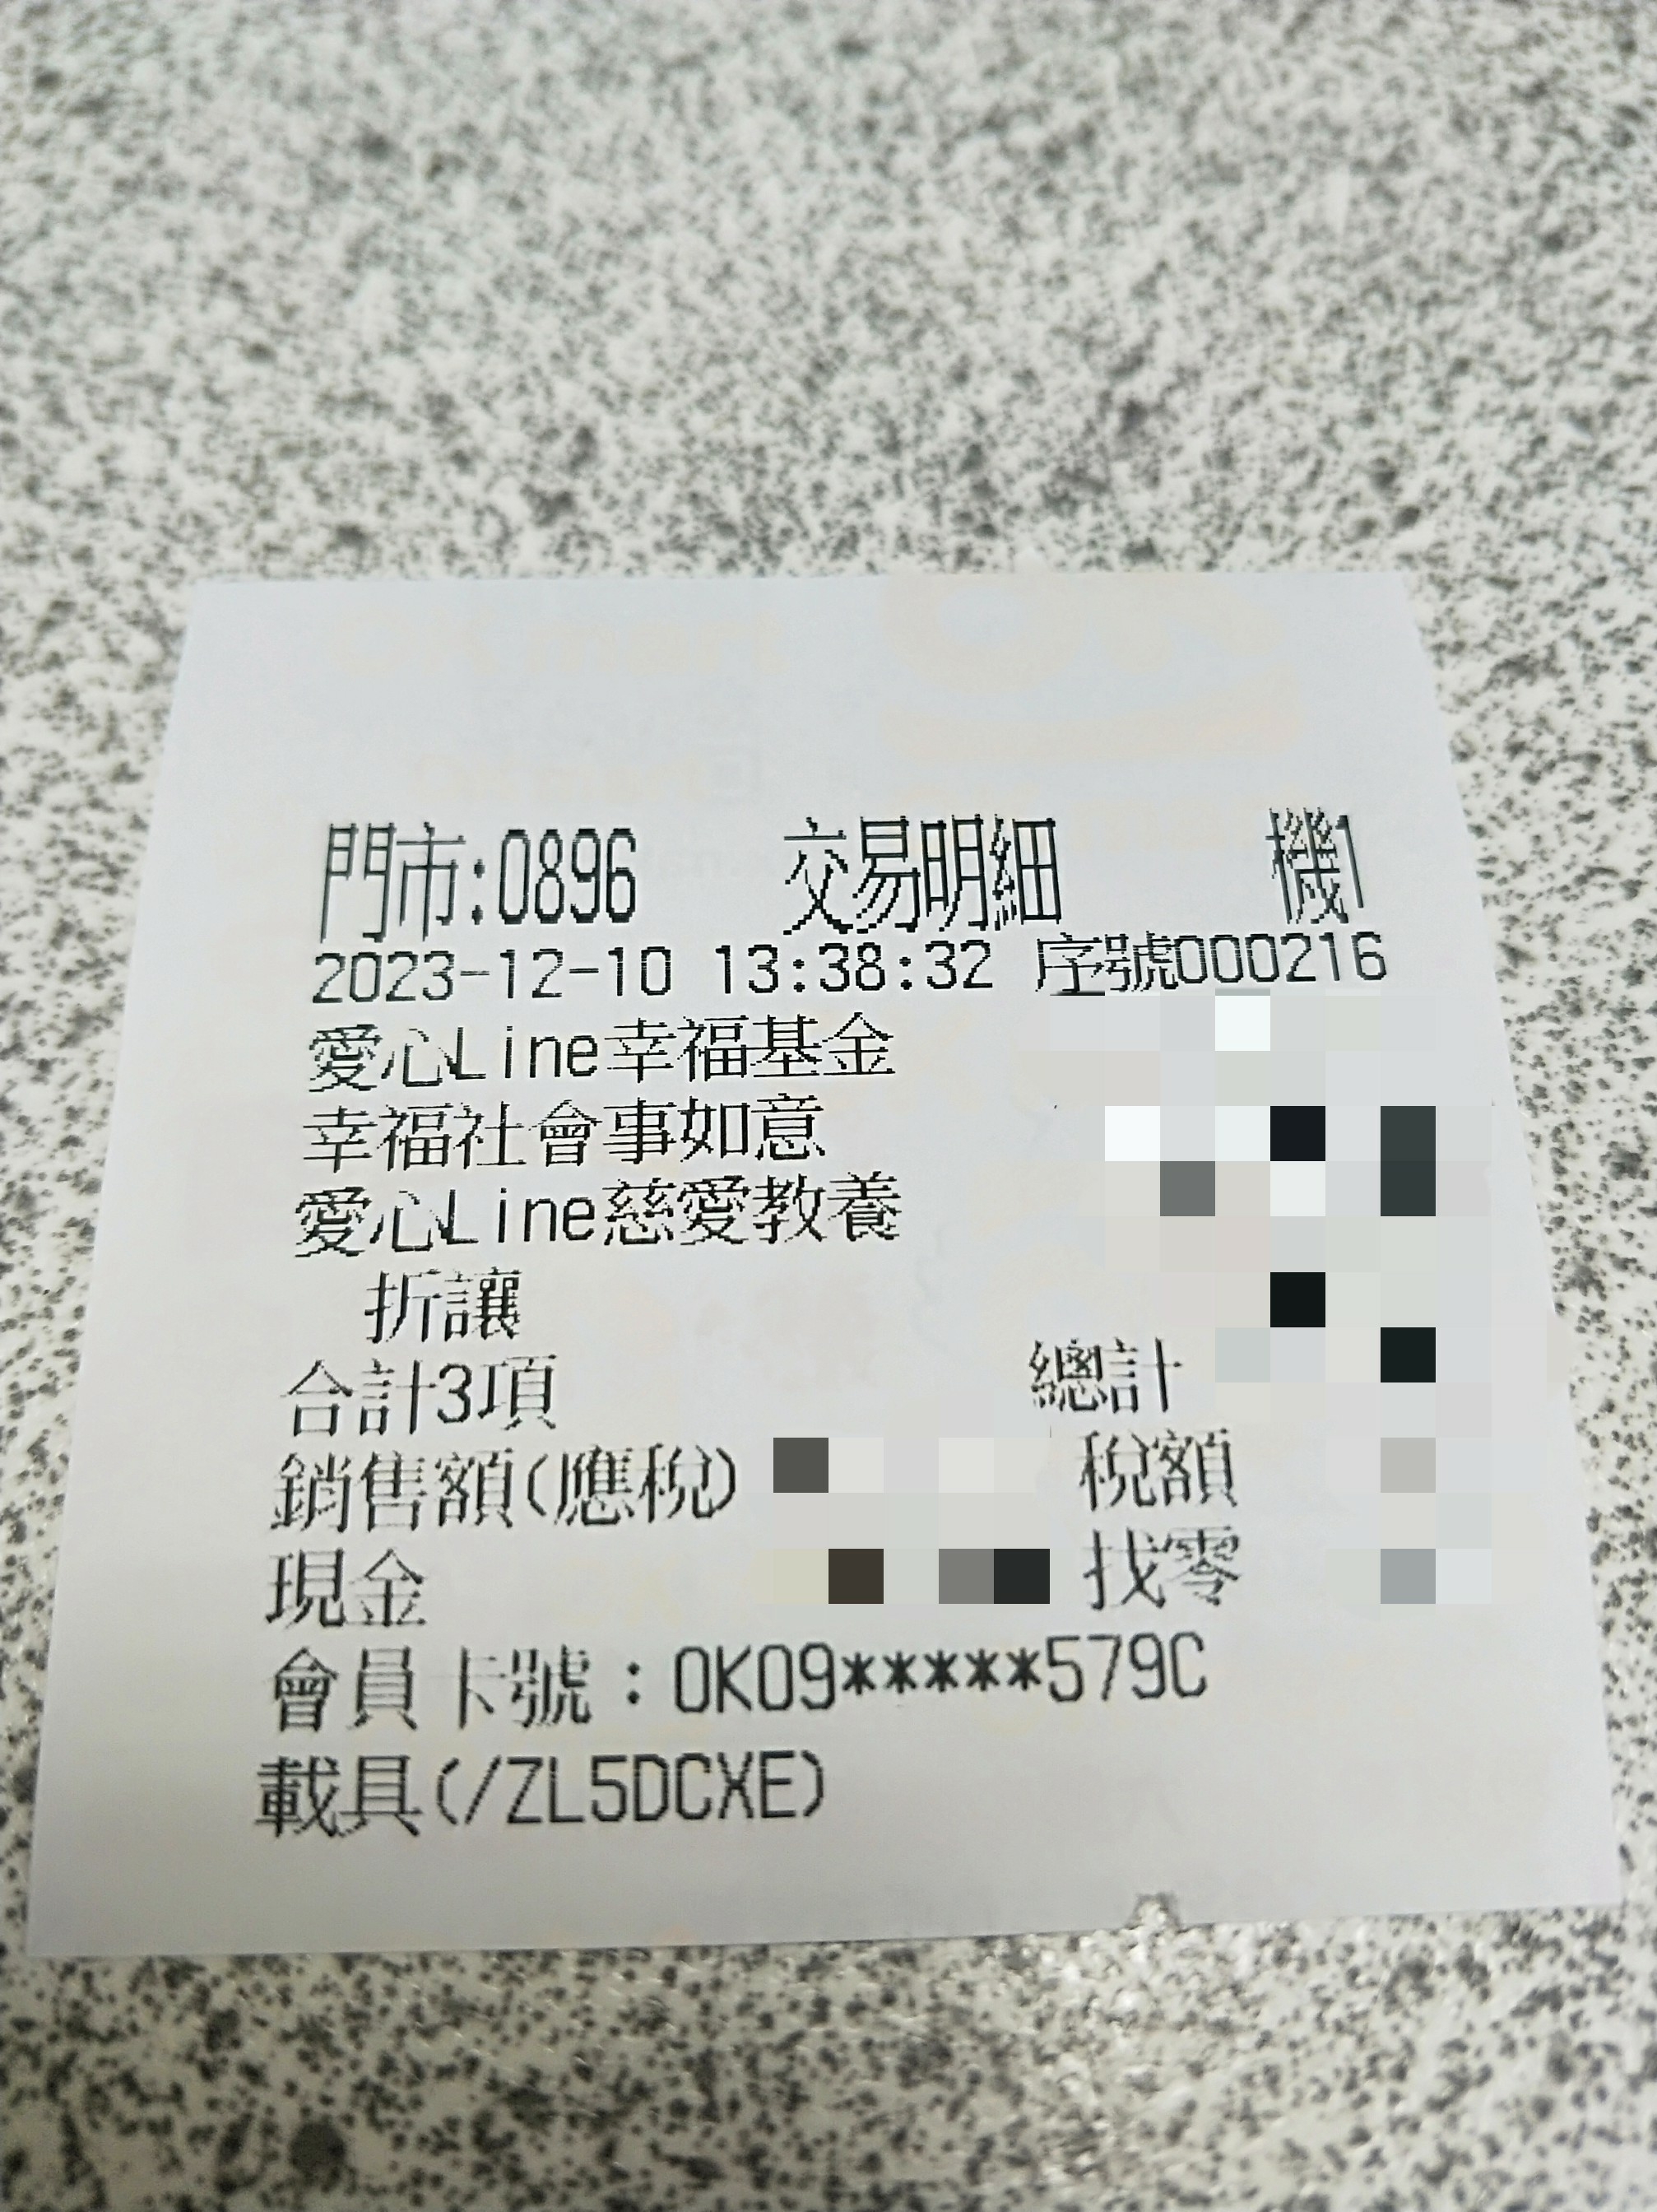 門市:0896 交易明細 機1
2023-12-10 13:38:32 序號000216
愛心Line幸福基金
幸福社會事如意
愛心Line慈愛教養
折讓
合計3項 總計
銷售額(應稅) 稅額
現金 找零
會員卡號：OK09*****579C
載具(/ZL5DCXE)